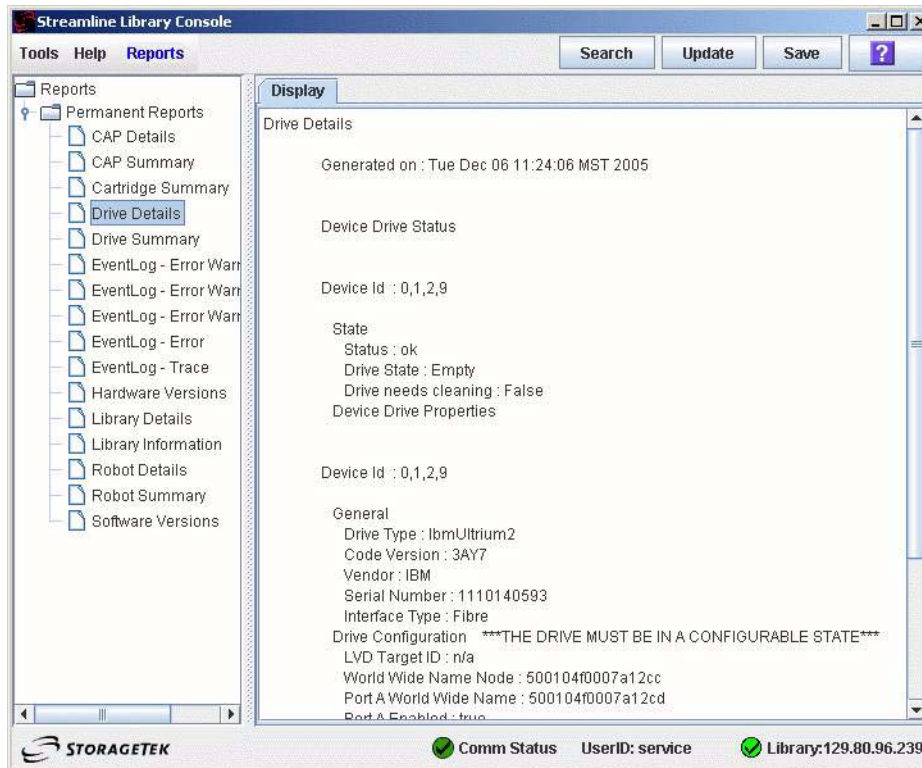 Streamline Library Console
Tools Help Reports
Search Update Save ?
Reports
Permanent Reports
CAP Details
CAP Summary
Cartridge Summary
Drive Details
Drive Summary
EventLog - Error Warr
EventLog - Error Warr
EventLog - Error Warr
EventLog - Error
EventLog - Trace
Hardware Versions
Library Details
Library Information
Robot Details
Robot Summary
Software Versions
Display
Drive Details
Generated on : Tue Dec 06 11:24:06 MST 2005
Device Drive Status
Device Id : 0,1,2,9
State
Status : ok
Drive State : Empty
Drive needs cleaning : False
Device Drive Properties
Device Id : 0,1,2,9
General
Drive Type : IbmUltrium2
Code Version : 3AY7
Vendor : IBM
Serial Number : 1110140593
Interface Type : Fibre
Drive Configuration ***THE DRIVE MUST BE IN A CONFIGURABLE STATE***
LVD Target ID : n/a
World Wide Name Node : 500104f0007a12cc
Port A World Wide Name : 500104f0007a12cd
Port A Enabled : true
STORAGETEK
Comm Status UserID: service Library:129.80.96.239